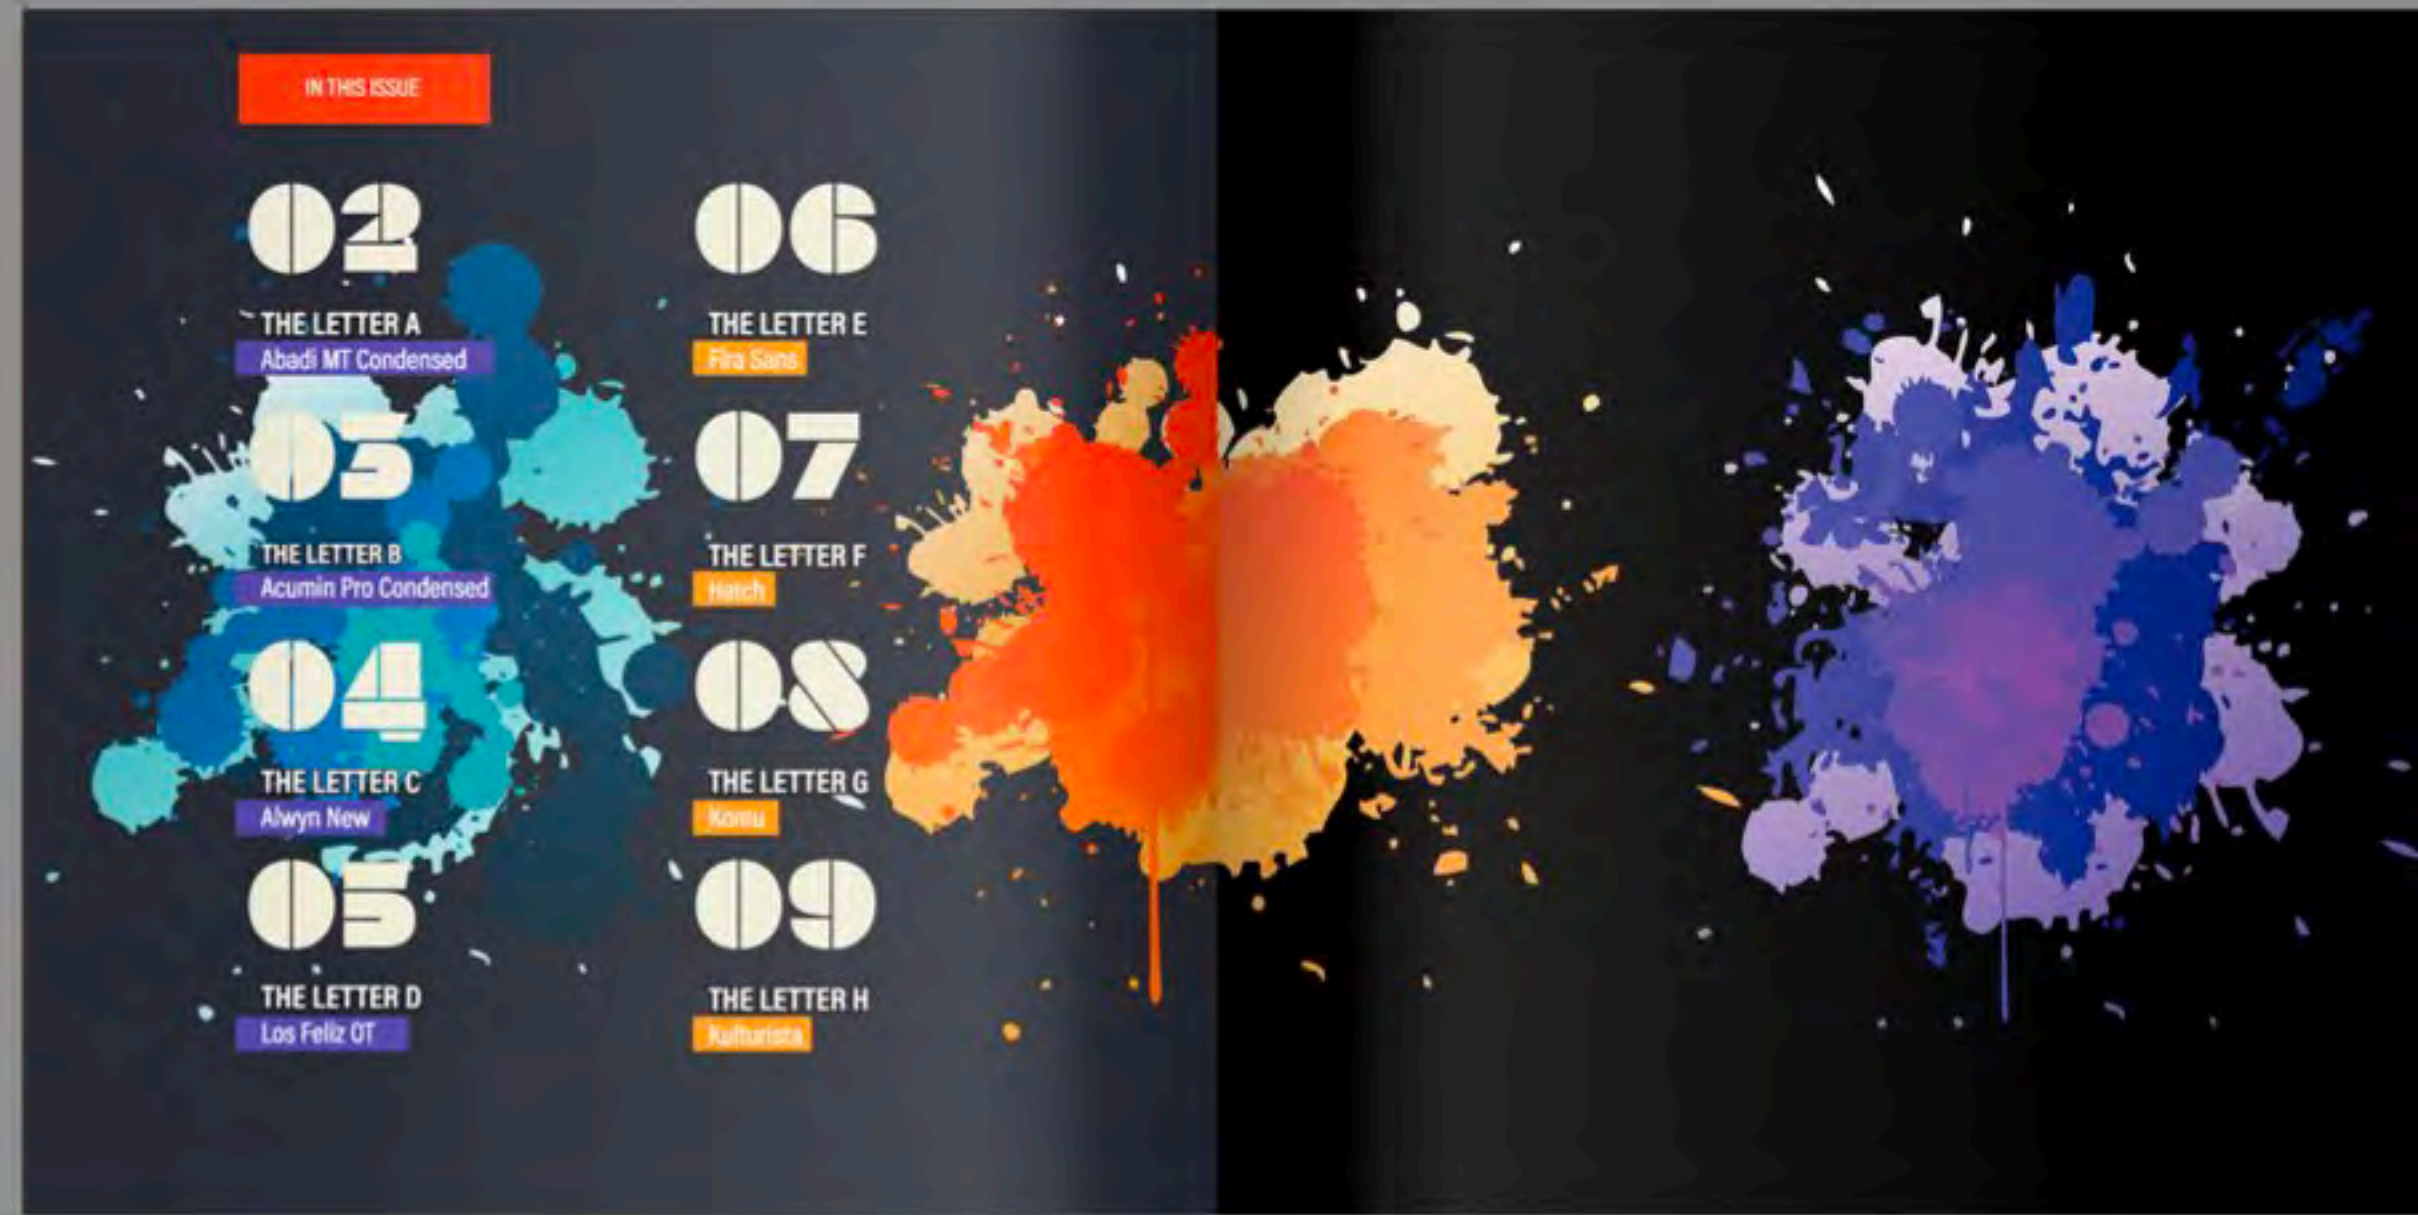 IN THIS ISSUE
02
THE LETTER A
Abadi MT Condensed
03
THE LETTER B
Acumin Pro Condensed
04
THE LETTER C
Alwyn New
05
THE LETTER D
Los Feliz OT
06
THE LETTER E
Fira Sans
07
THE LETTER F
Hatch
08
THE LETTER G
Komu
09
THE LETTER H
Kulturista